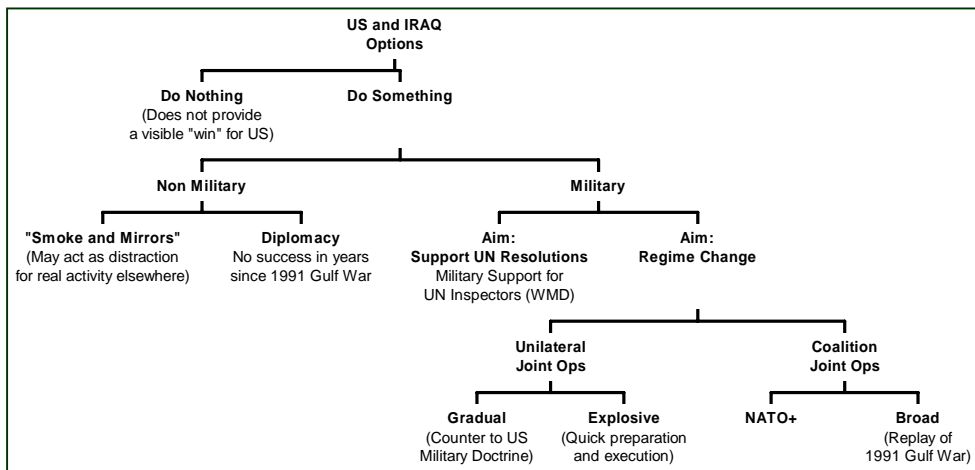 US and IRAQ
Options
Do Nothing
(Does not provide
a visible "win" for US)
Do Something
Non Military
Military
"Smoke and Mirrors"
(May act as distraction
for real activity elsewhere)
Diplomacy
No success in years
since 1991 Gulf War
Aim:
Support UN Resolutions
Military Support for
UN Inspectors (WMD)
Aim:
Regime Change
Unilateral
Joint Ops
Coalition
Joint Ops
Gradual
(Counter to US
Military Doctrine)
Explosive
(Quick preparation
and execution)
NATO+
Broad
(Replay of
1991 Gulf War)